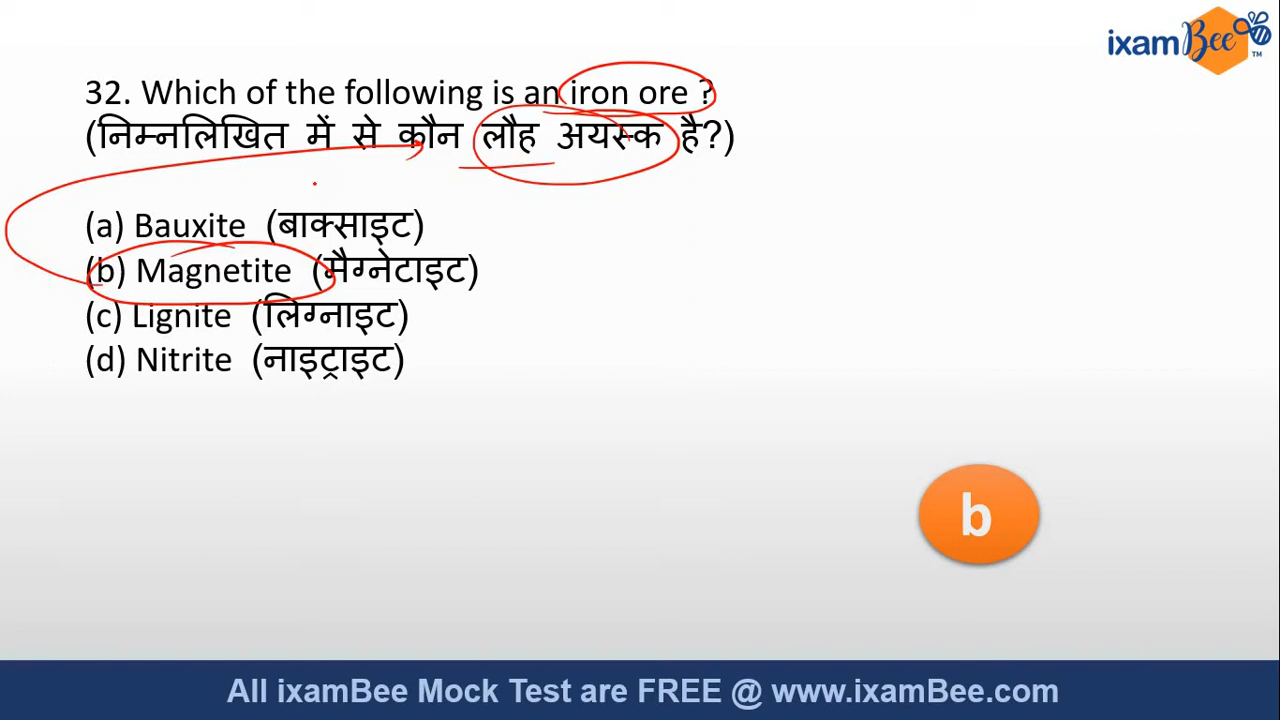 ixamBee™
32. Which of the following is an iron ore ?
(निम्नलिखित में से कौन लौह अयस्क है?)
(a) Bauxite (बाक्साइट)
(b) Magnetite (मैग्नेटाइट)
(c) Lignite (लिग्नाइट)
(d) Nitrite (नाइट्राइट)
b
All ixamBee Mock Test are FREE @ www.ixamBee.com